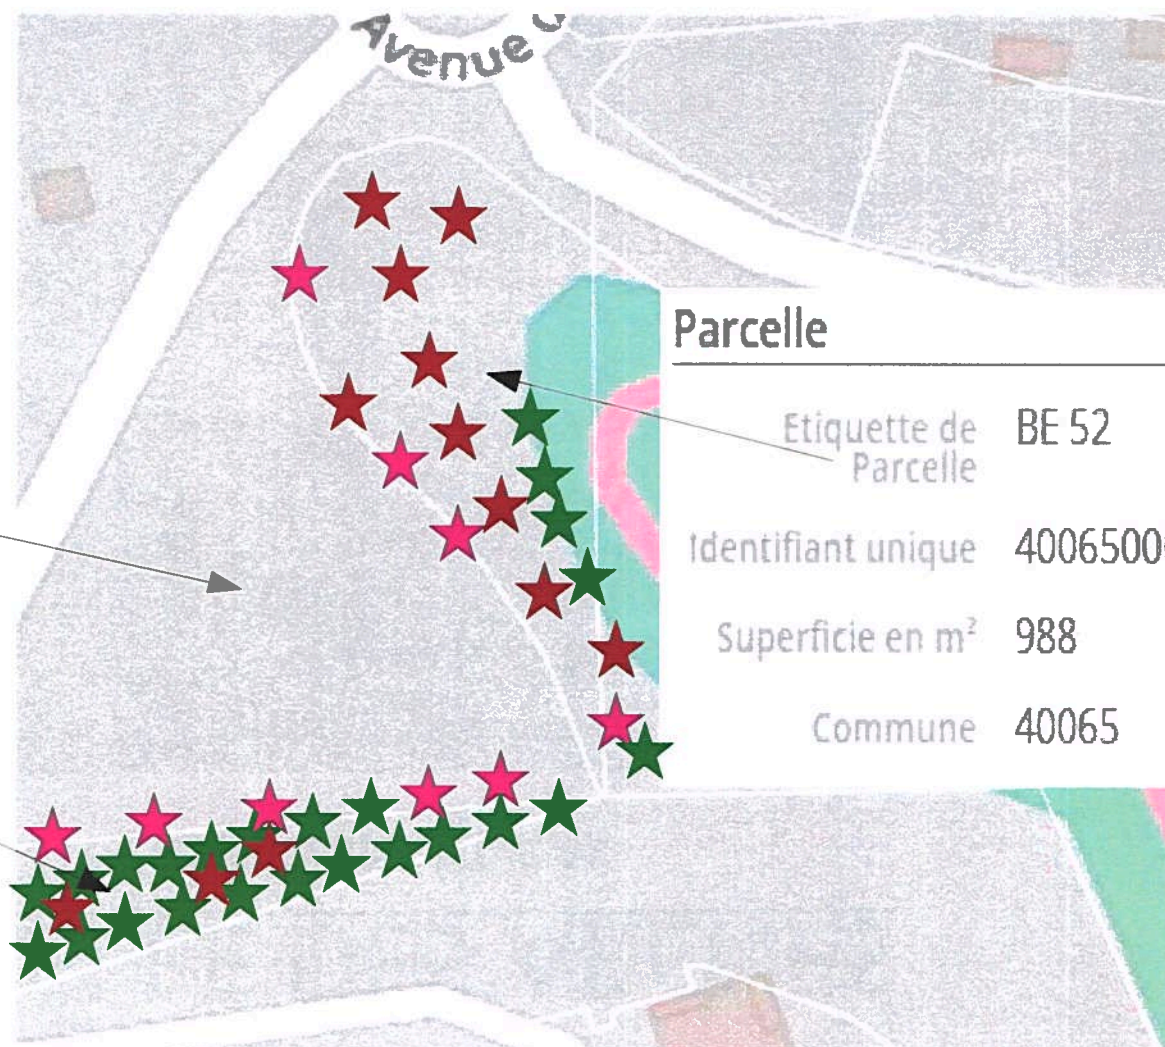 Avenue
Parcelle
Etiquette de
Parcelle
BE 52
Identifiant unique
4006500
Superficie en m²
988
Commune
40065